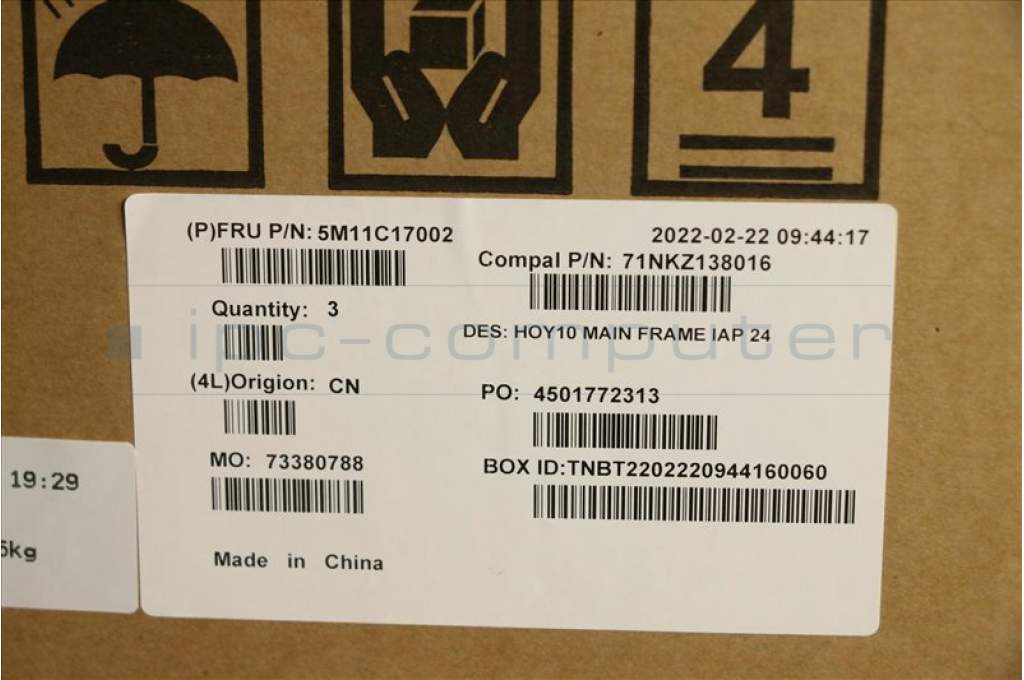 4
(P)FRU P/N: 5M11C17002
2022-02-22 09:44:17
Compal P/N: 71NKZ138016
Quantity: 3
DES: HOY10 MAIN FRAME IAP 24
ipc-computer
(4L)Origion: CN
PO: 4501772313
MO: 73380788
BOX ID:TNBT2202220944160060
Made in China
19:29
kg